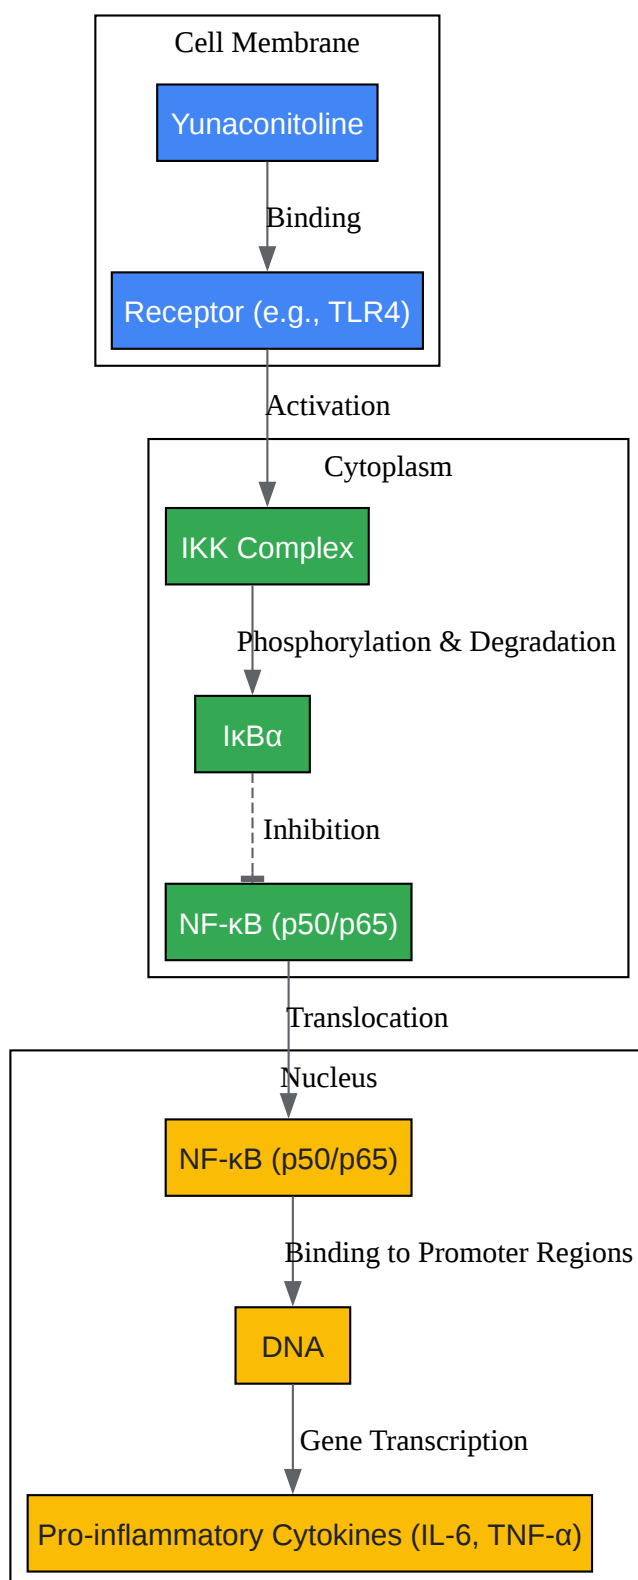 Cell Membrane
Yunaconitoline
Binding
Receptor (e.g., TLR4)
Activation
Cytoplasm
IKK Complex
Phosphorylation & Degradation
IκBα
Inhibition
NF-κB (p50/p65)
Translocation
Nucleus
NF-κB (p50/p65)
Binding to Promoter Regions
DNA
Gene Transcription
Pro-inflammatory Cytokines (IL-6, TNF-α)